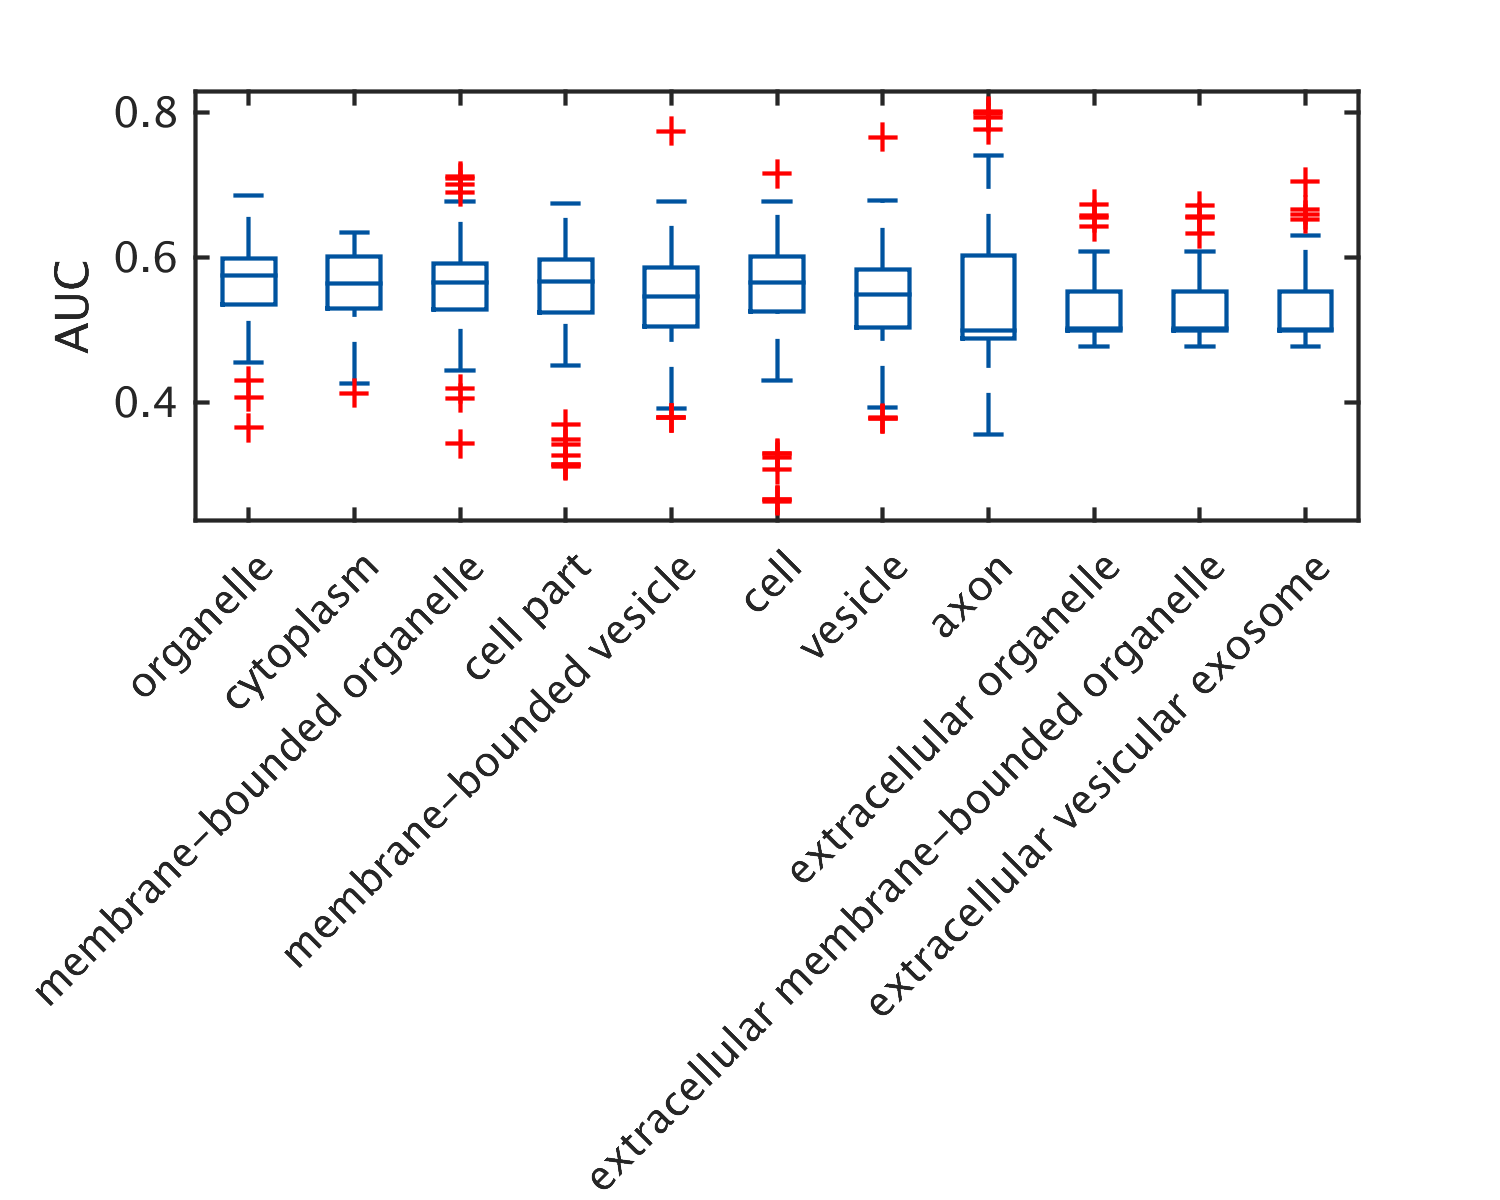 0.8
0.6
0.4
AUC
organelle
cytoplasm
membrane–bounded organelle
cell part
membrane–bounded vesicle
cell
vesicle
axon
extracellular organelle
extracellular membrane–bounded organelle
extracellular vesicular exosome